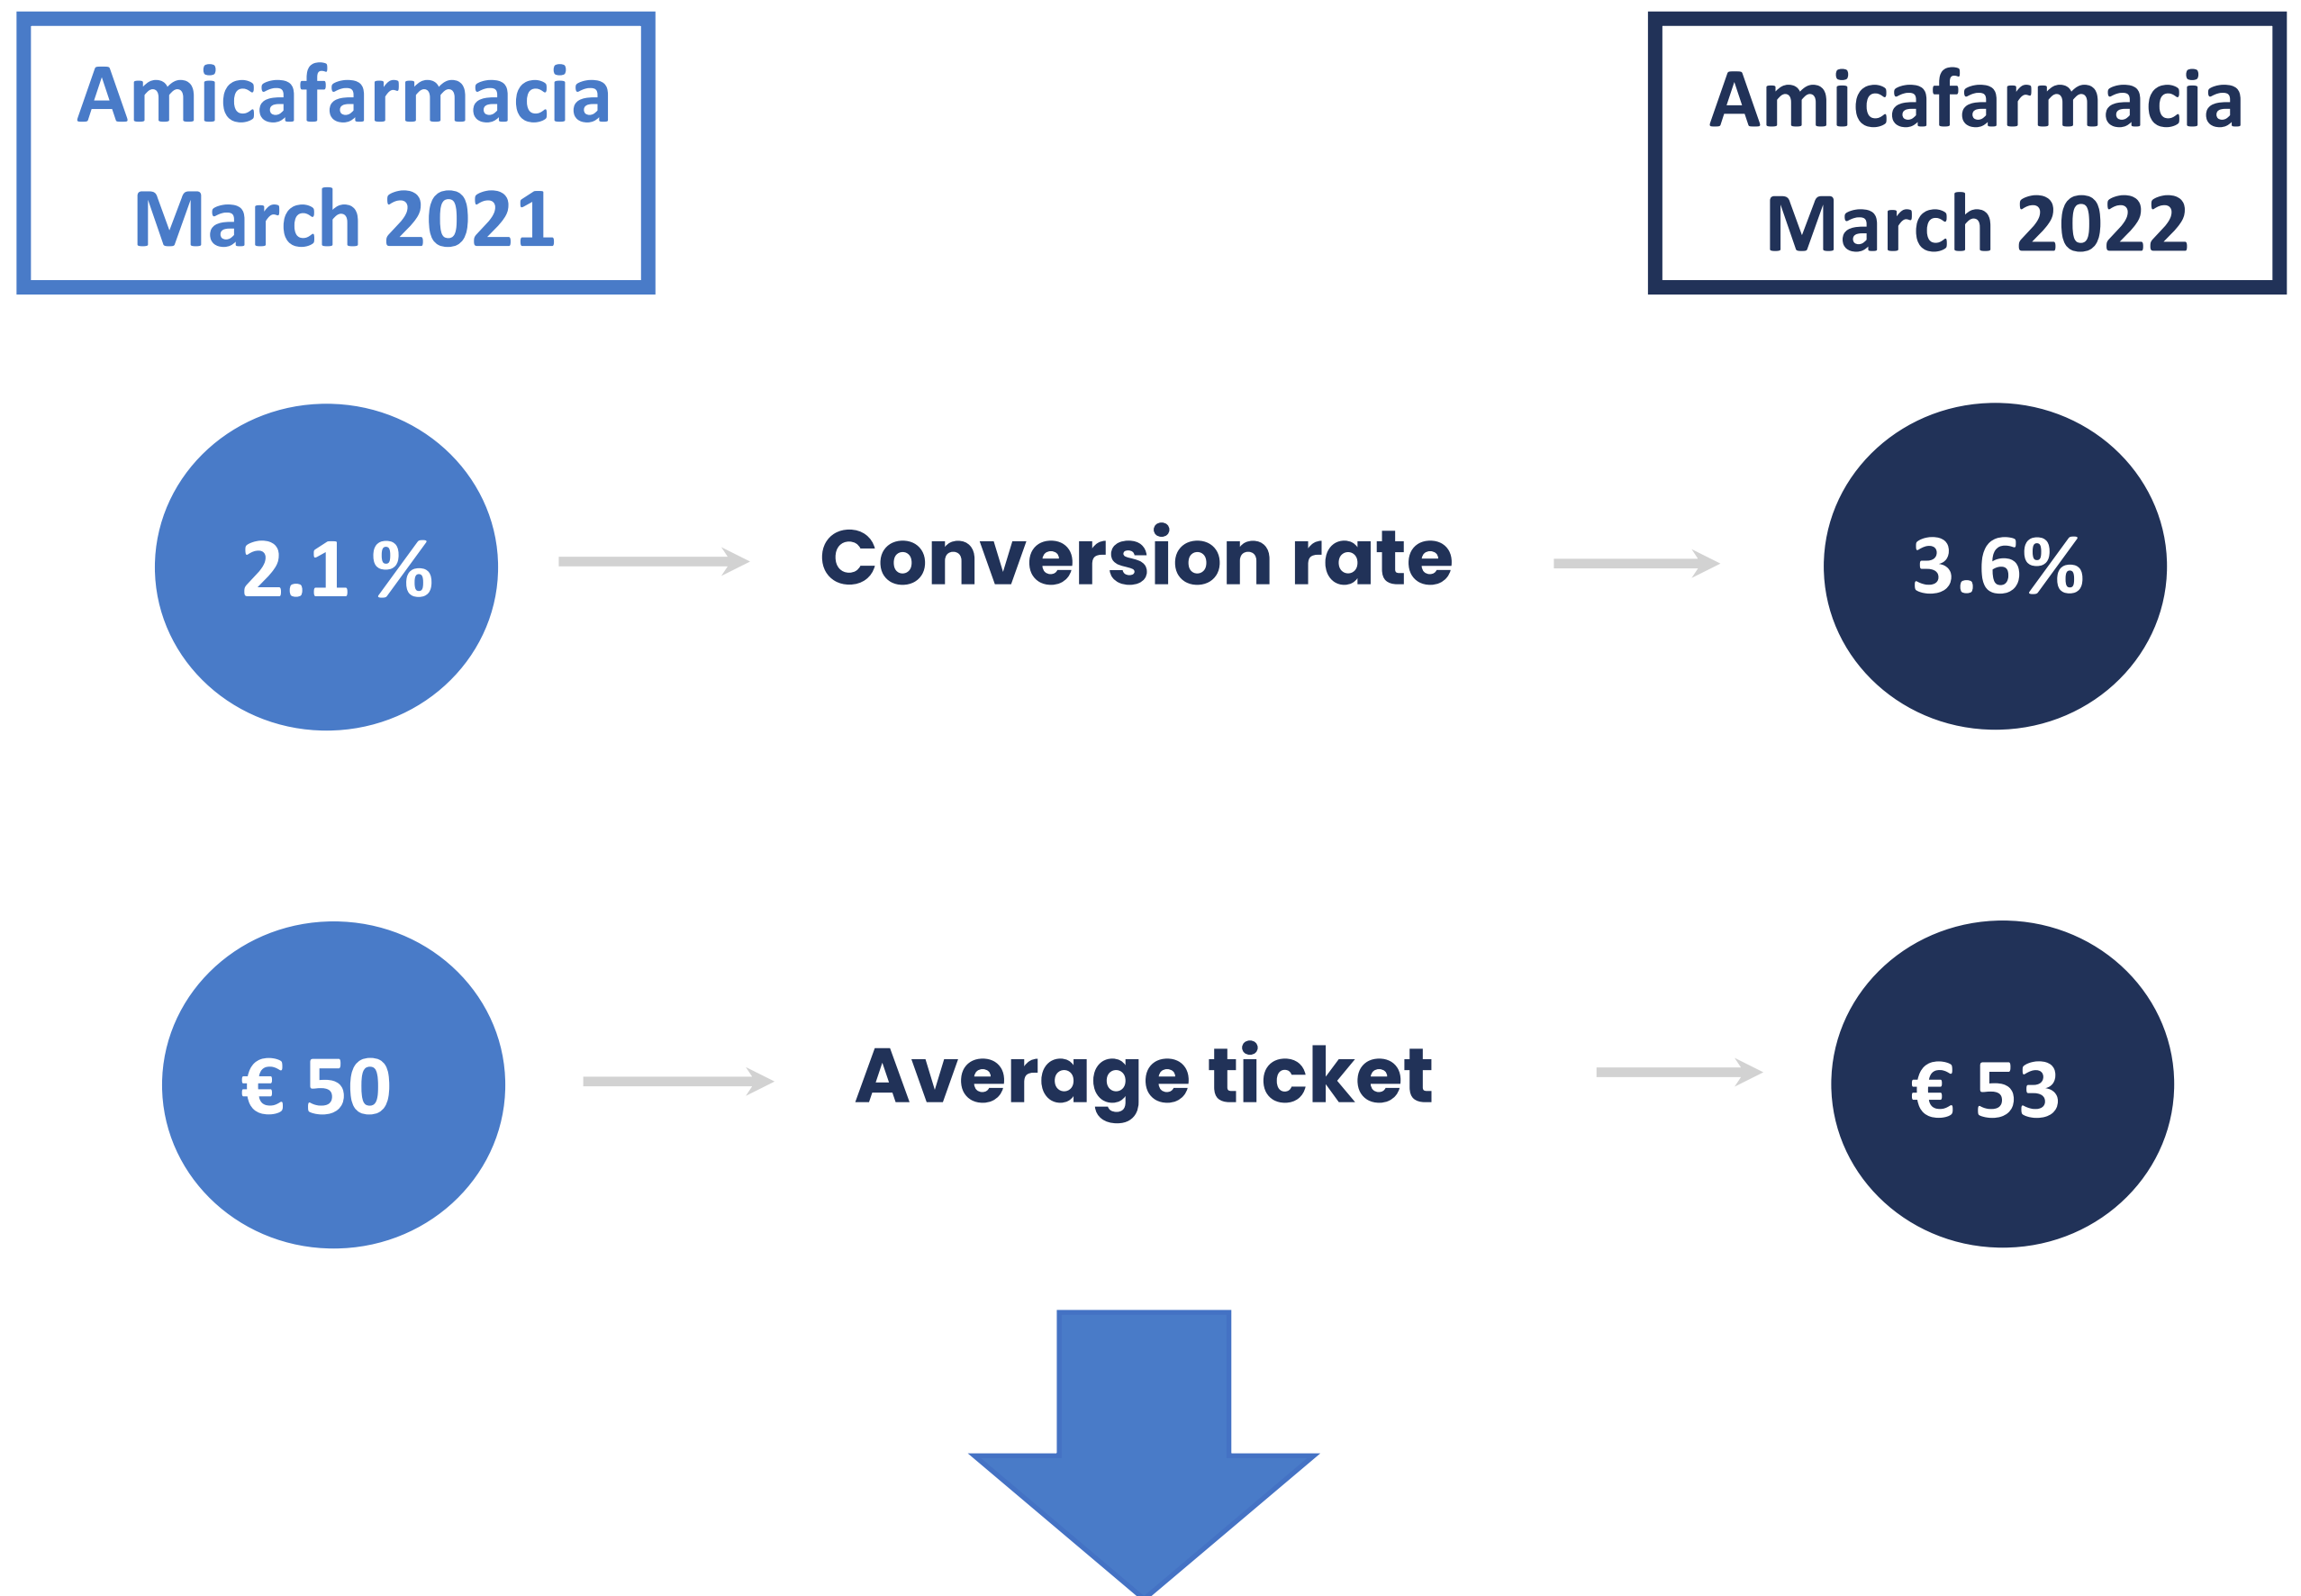 Amicafarmacia
March 2021
Amicafarmacia
March 2022
2.1 %
Conversion rate
3.6%
€ 50
Average ticket
€ 53